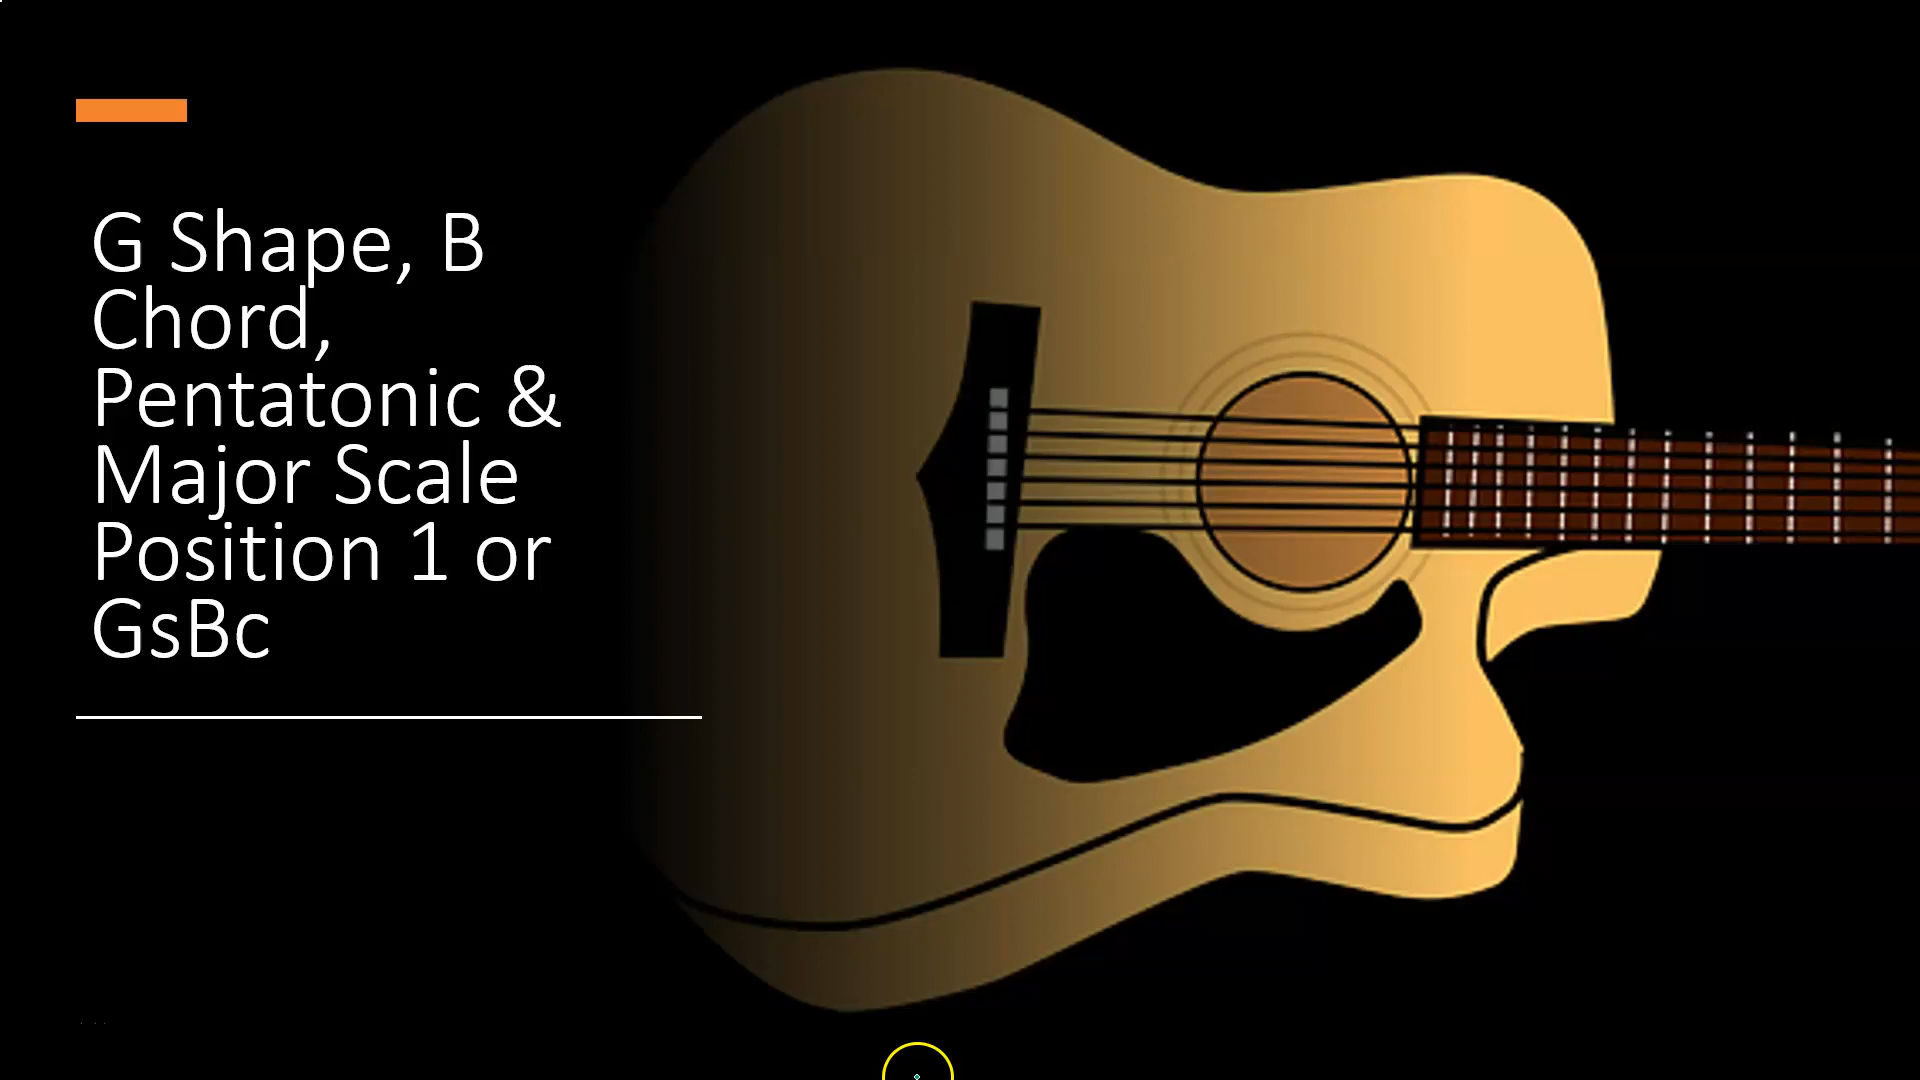 G Shape, B
Chord,
Pentatonic &
Major Scale
Position 1 or
GsBc